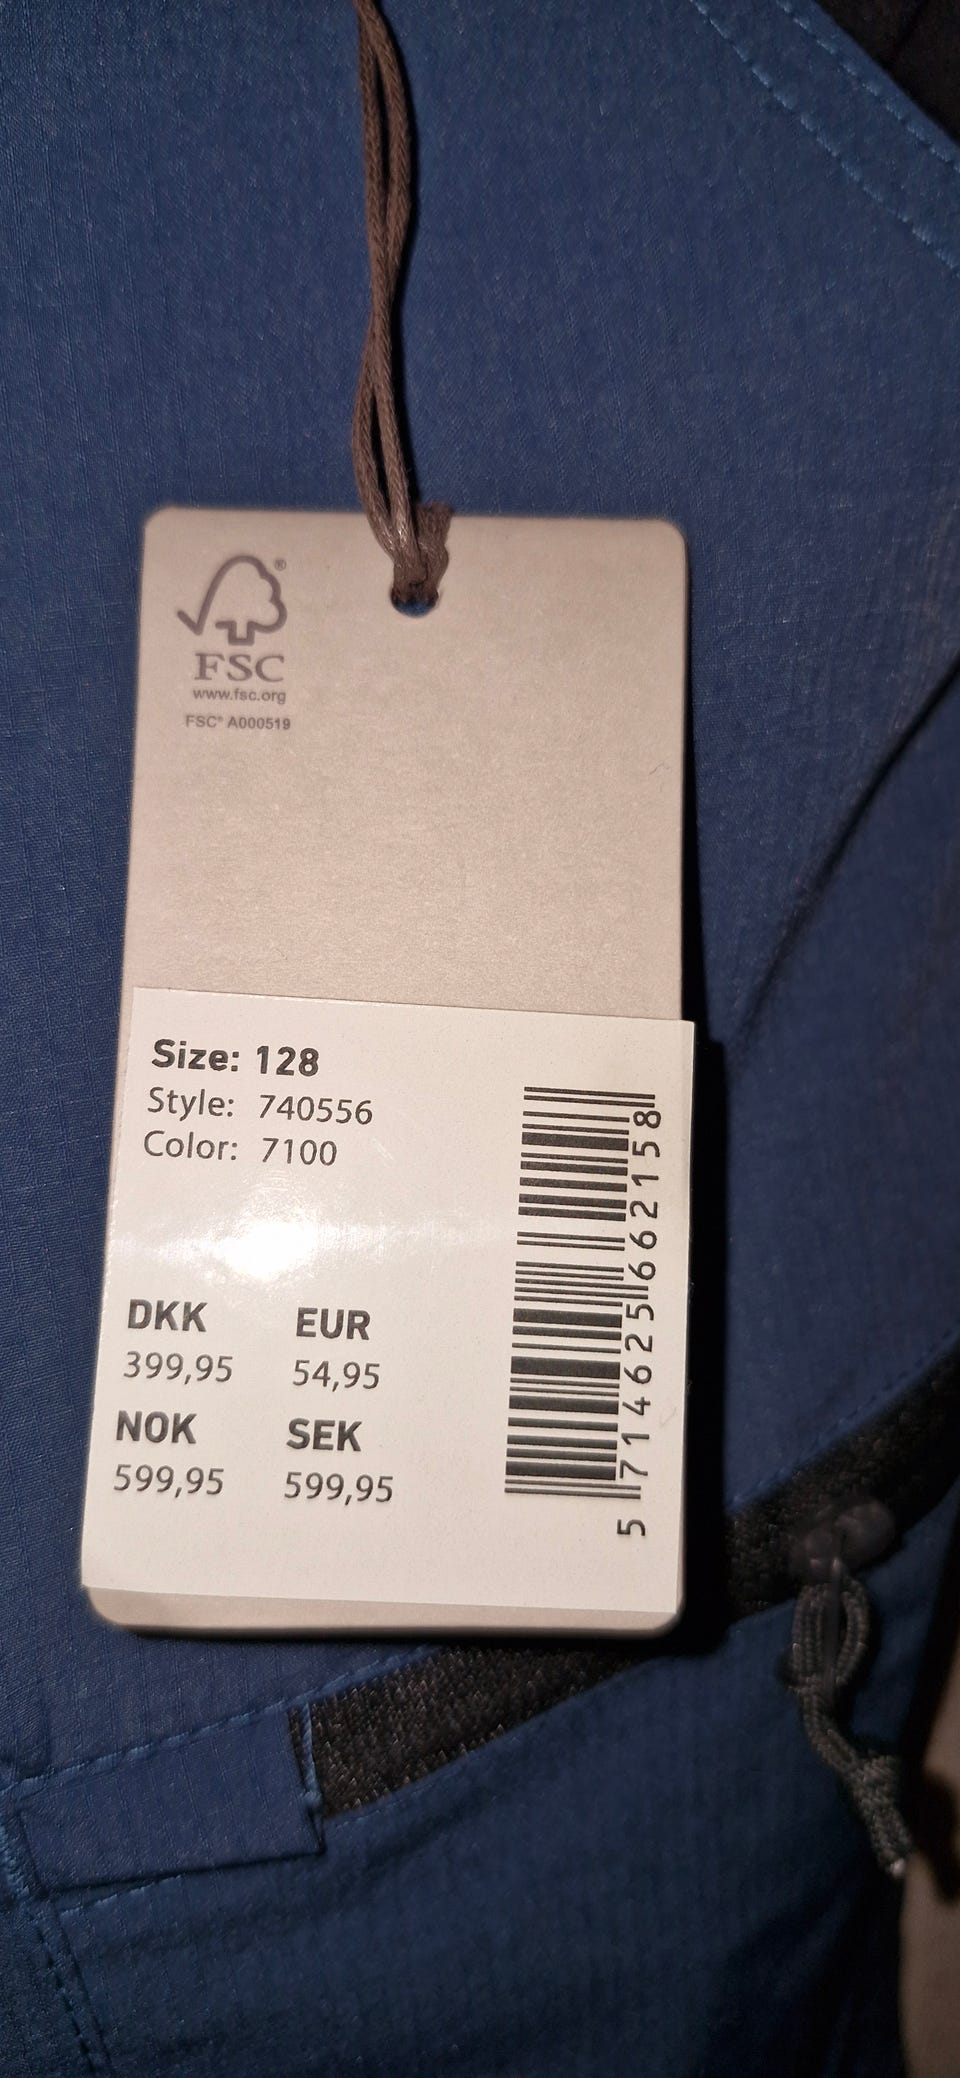 ®
FSC
www.fsc.org
FSC® A000519
Size: 128
Style: 740556
Color: 7100
DKK EUR
399,95 54,95
NOK SEK
599,95 599,95
5 714625 662158